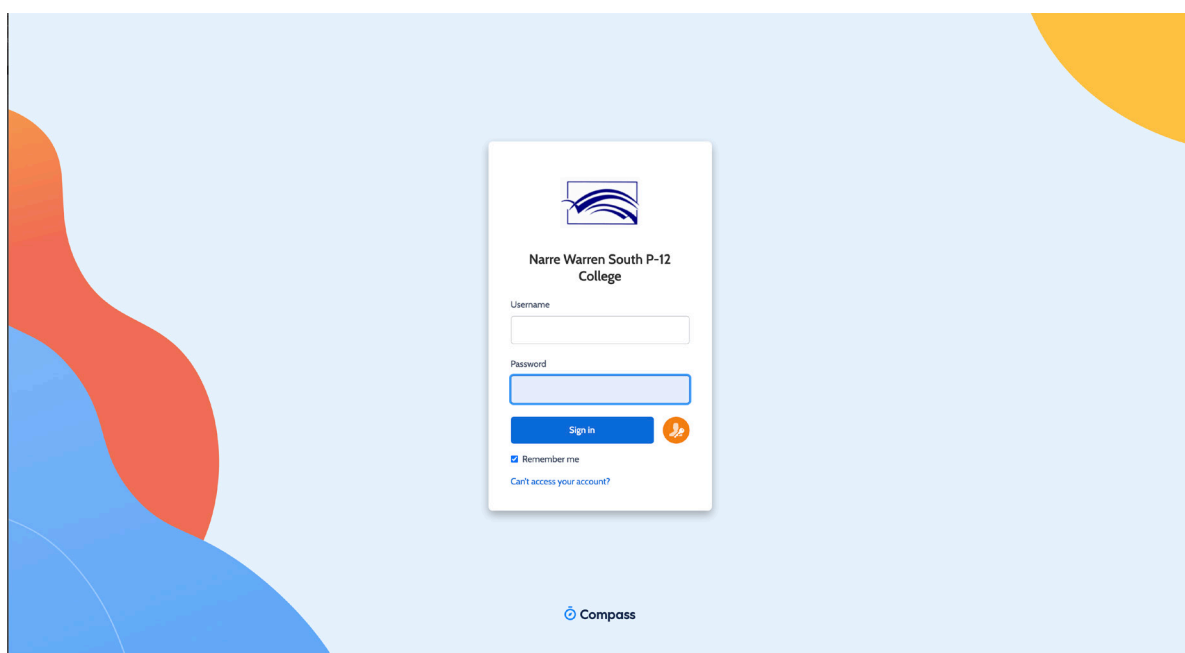 Narre Warren South P-12
College
Username
Password
Sign in
Remember me
Can't access your account?
Compass